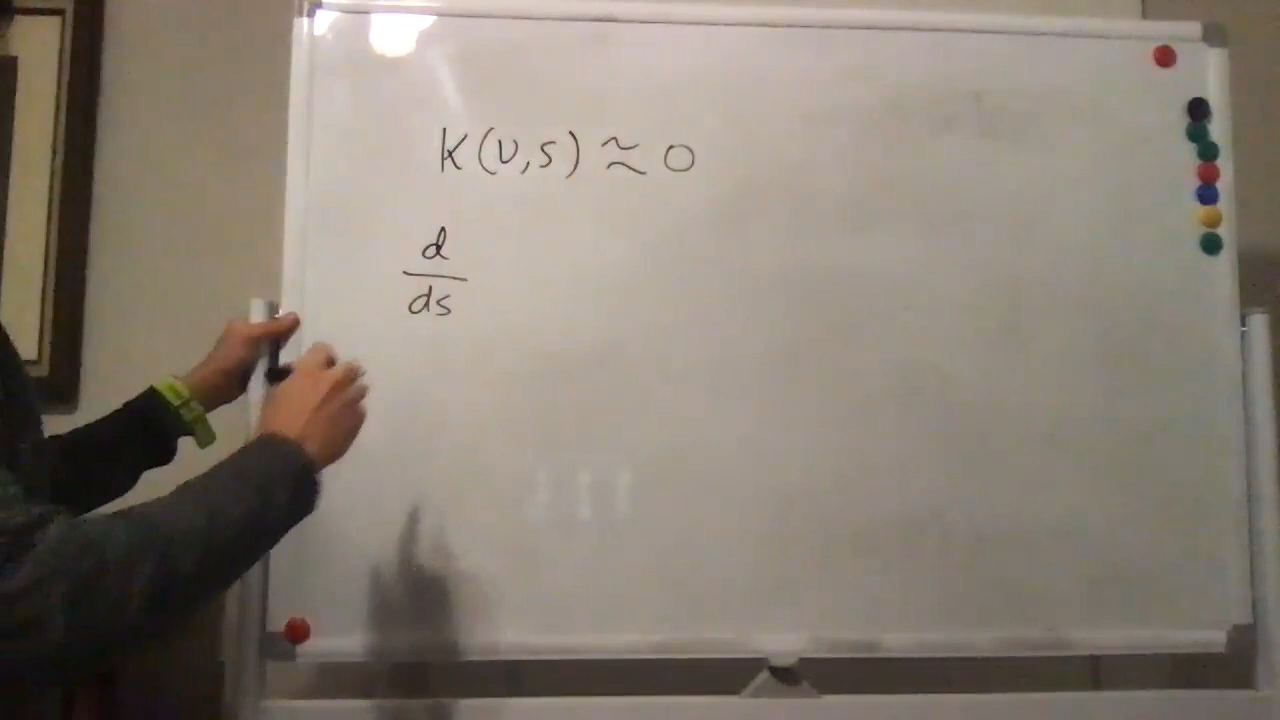 K(υ,s) ≈ 0
d
ds